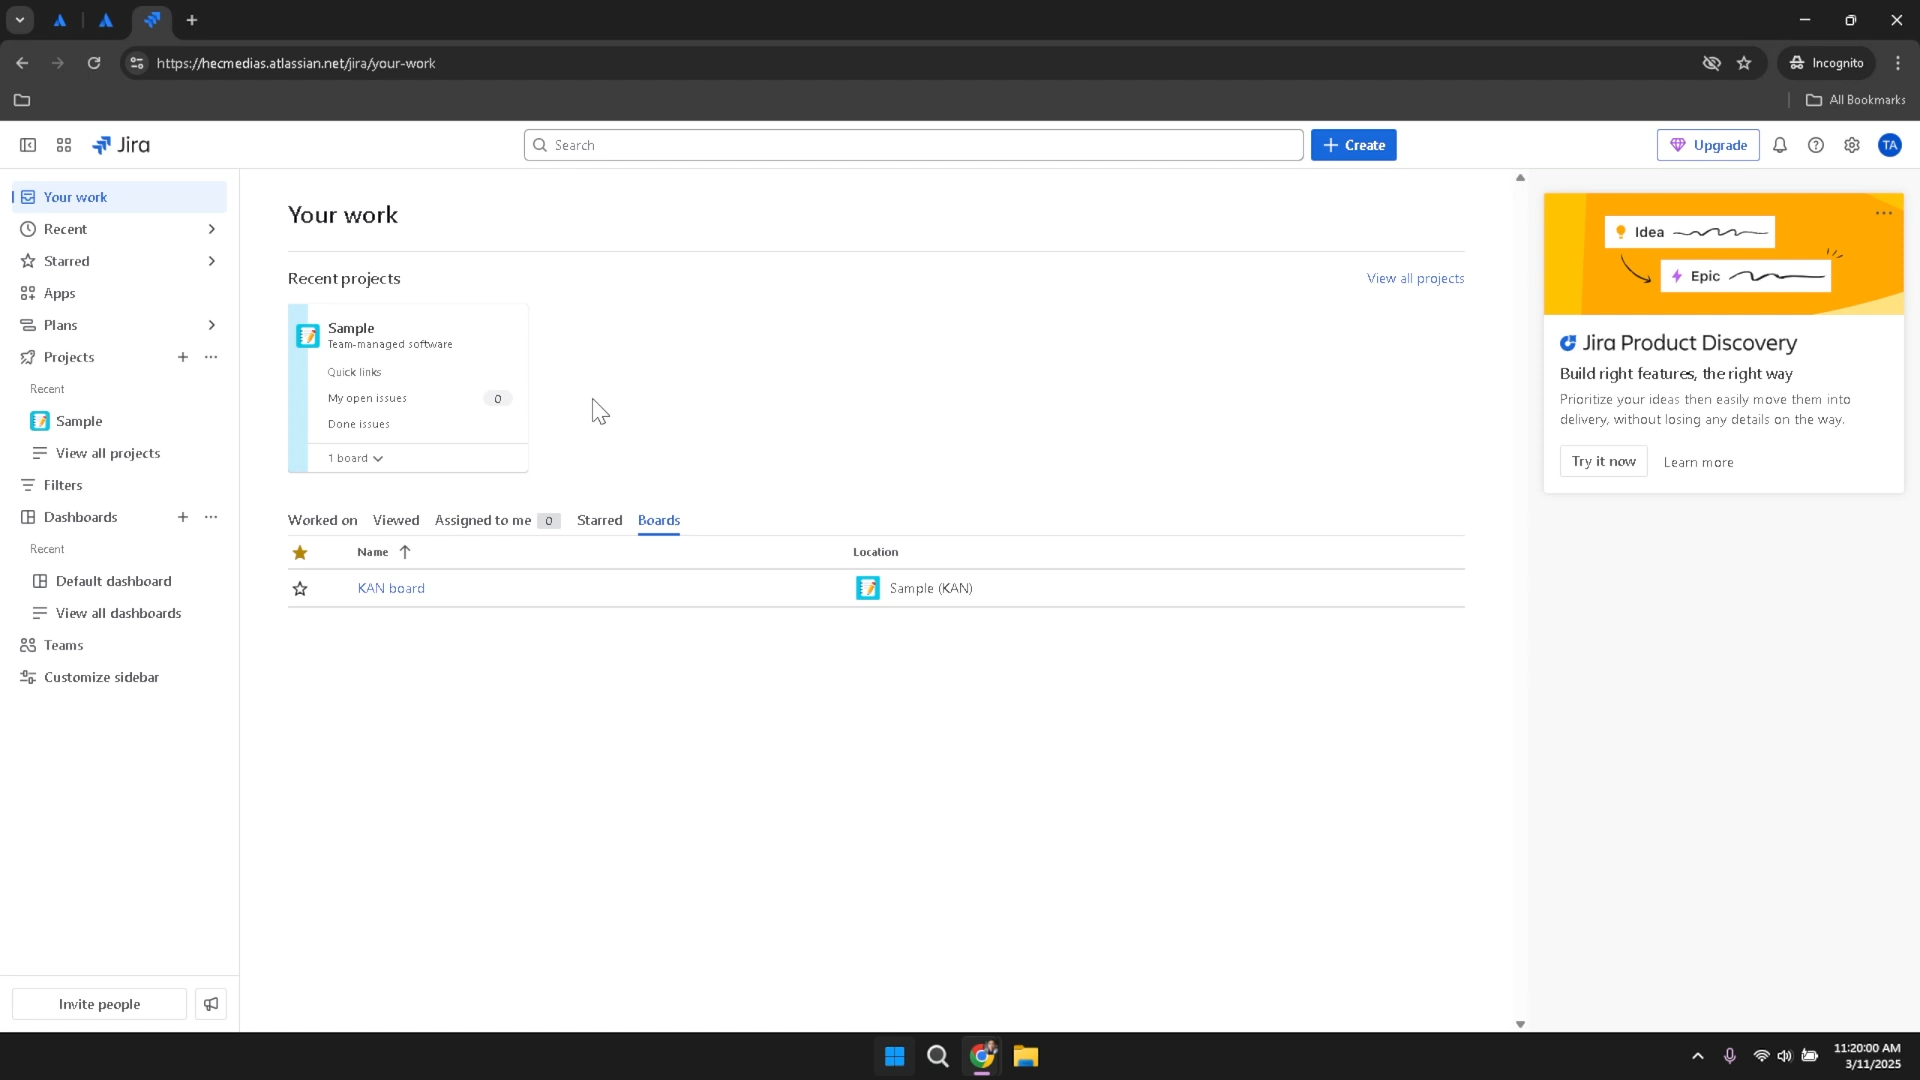 https://hecmedias.atlassian.net/jira/your-work
Incognito
All Bookmarks
Jira
Search
Create
Upgrade
TA
Your work
Recent
Starred
Apps
Plans
Projects
Recent
Sample
View all projects
Filters
Dashboards
Recent
Default dashboard
View all dashboards
Teams
Customize sidebar
Invite people
Your work
Recent projects
View all projects
Sample
Team-managed software
Quick links
My open issues 0
Done issues
1 board
Worked on Viewed Assigned to me 0 Starred Boards
Name Location
KAN board Sample (KAN)
Idea
Epic
Jira Product Discovery
Build right features, the right way
Prioritize your ideas then easily move them into
delivery, without losing any details on the way.
Try it now Learn more
11:20:00 AM
3/11/2025